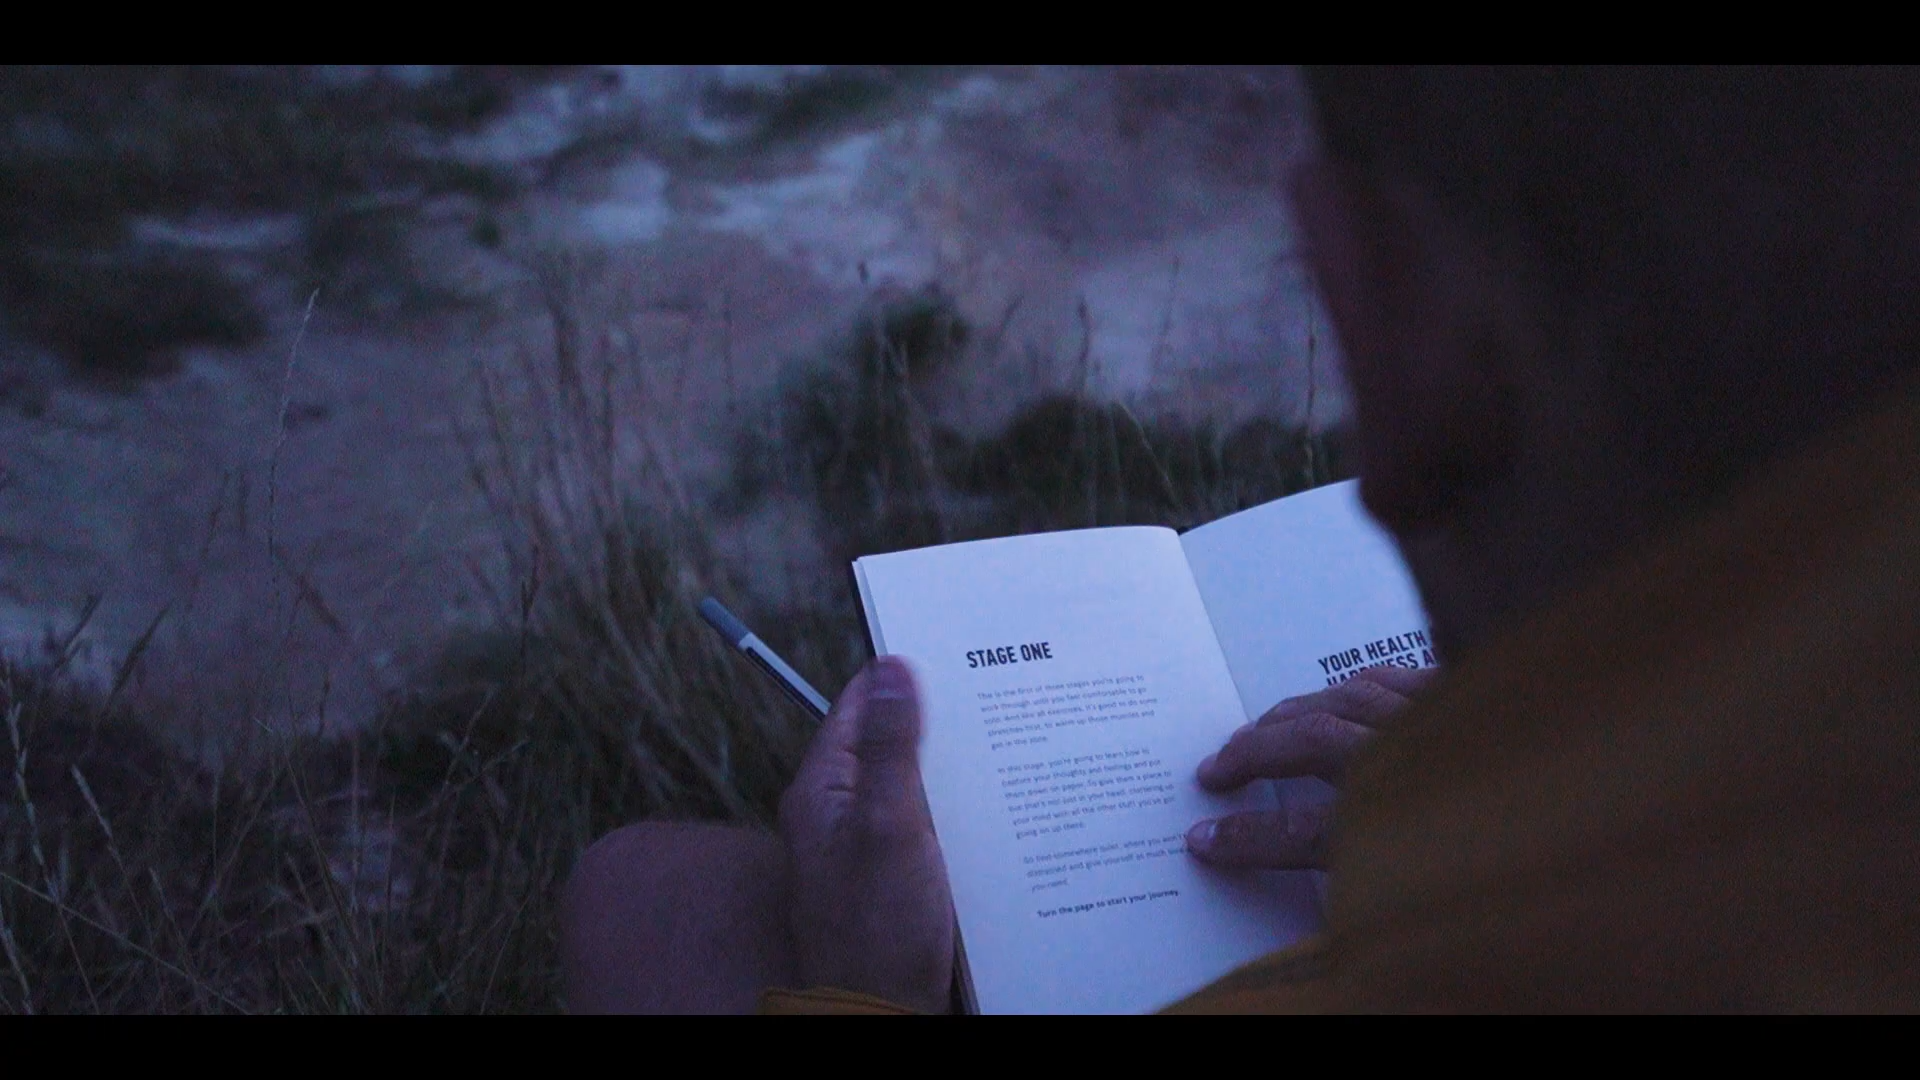 STAGE ONE
This is the first of three stages you're going to
work through until you feel comfortable to go
solo. And like all exercises, it's good to do some
stretches first, to warm up those muscles and
get in the zone.
In this stage, you're going to learn how to
capture your thoughts and feelings and put
them down on paper. To give them a place to
live that's not just in your head, cluttering up
your mind with all the other stuff you've got
going on up there.
So find somewhere quiet, where you won't
distracted and give yourself as much time
you need.
Turn the page to start your journey.
YOUR HEALTH
HAPPINESS